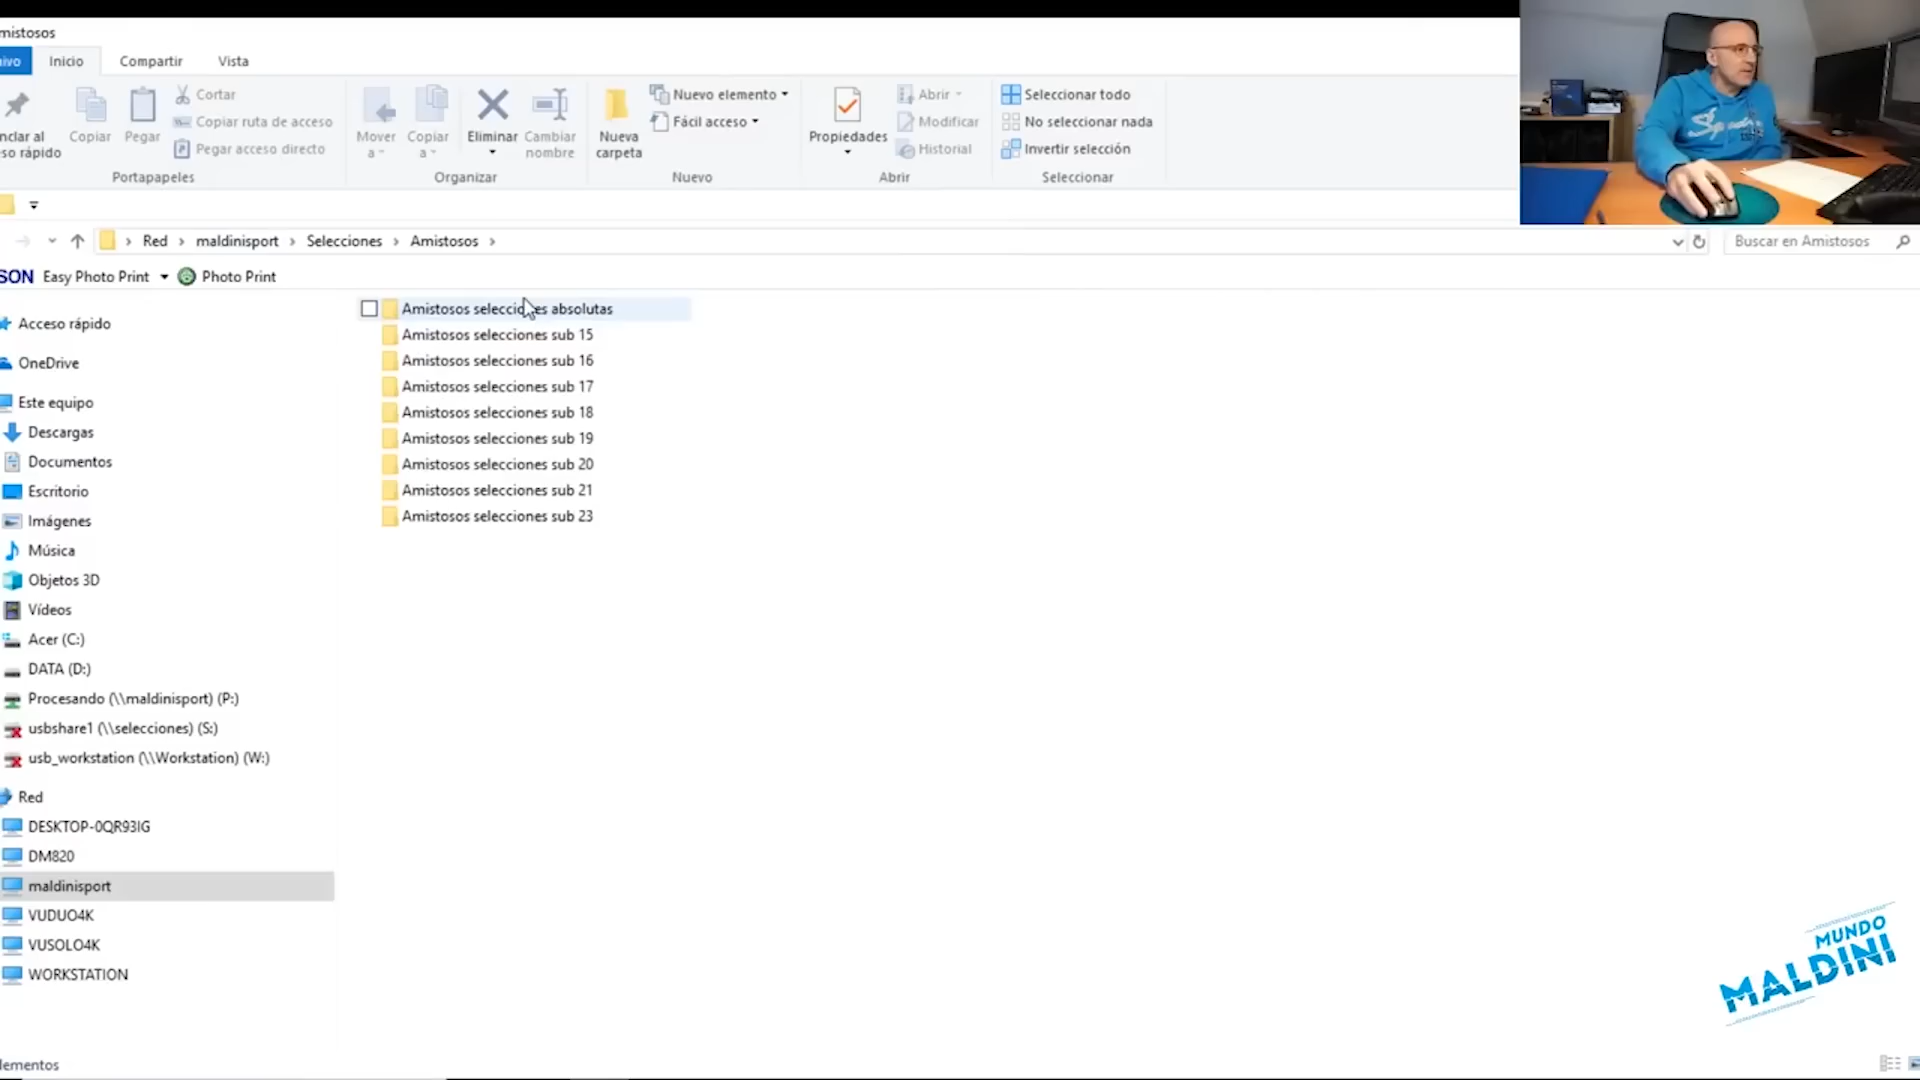 mistosos
ivo Inicio Compartir Vista
nclar al
so rápido
Copiar
Pegar
Cortar
Copiar ruta de acceso
Pegar acceso directo
Portapapeles
Mover
a
Copiar
a
Eliminar
Cambiar
nombre
Organizar
Nueva
carpeta
Nuevo elemento
Fácil acceso
Nuevo
Propiedades
Abrir
Modificar
Historial
Abrir
Seleccionar todo
No seleccionar nada
Invertir selección
Seleccionar
Red > maldinisport > Selecciones > Amistosos >
Buscar en Amistosos
SON Easy Photo Print Photo Print
Acceso rápido
OneDrive
Este equipo
Descargas
Documentos
Escritorio
Imágenes
Música
Objetos 3D
Vídeos
Acer (C:)
DATA (D:)
Procesando (\\maldinisport) (P:)
usbshare1 (\\selecciones) (S:)
usb_workstation (\\Workstation) (W:)
Red
DESKTOP-0QR93IG
DM820
maldinisport
VUDUO4K
VUSOLO4K
WORKSTATION
Amistosos selecciones absolutas
Amistosos selecciones sub 15
Amistosos selecciones sub 16
Amistosos selecciones sub 17
Amistosos selecciones sub 18
Amistosos selecciones sub 19
Amistosos selecciones sub 20
Amistosos selecciones sub 21
Amistosos selecciones sub 23
lementos
MUNDO
MALDINI